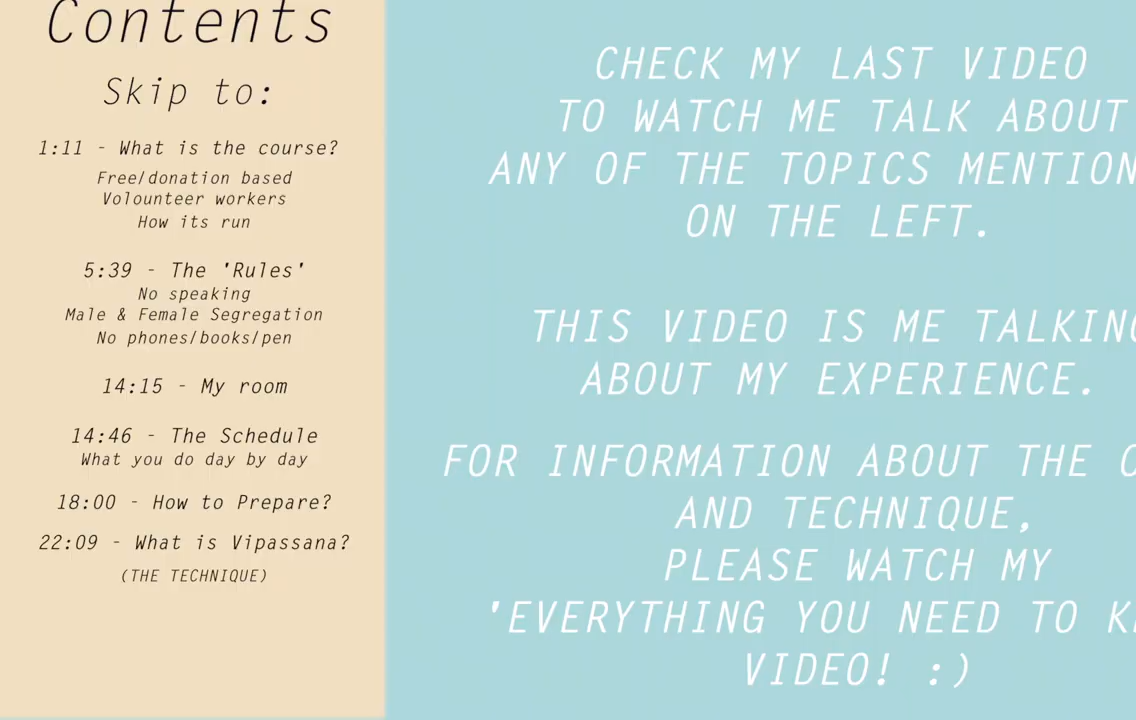 Contents
Skip to:
1:11 - What is the course?
Free/donation based
Volounteer workers
How its run
5:39 - The 'Rules'
No speaking
Male & Female Segregation
No phones/books/pen
14:15 - My room
14:46 - The Schedule
What you do day by day
18:00 - How to Prepare?
22:09 - What is Vipassana?
(THE TECHNIQUE)
CHECK MY LAST VIDEO
TO WATCH ME TALK ABOUT
ANY OF THE TOPICS MENTION
ON THE LEFT.
THIS VIDEO IS ME TALKING
ABOUT MY EXPERIENCE.
FOR INFORMATION ABOUT THE
AND TECHNIQUE,
PLEASE WATCH MY
'EVERYTHING YOU NEED TO
VIDEO! :)